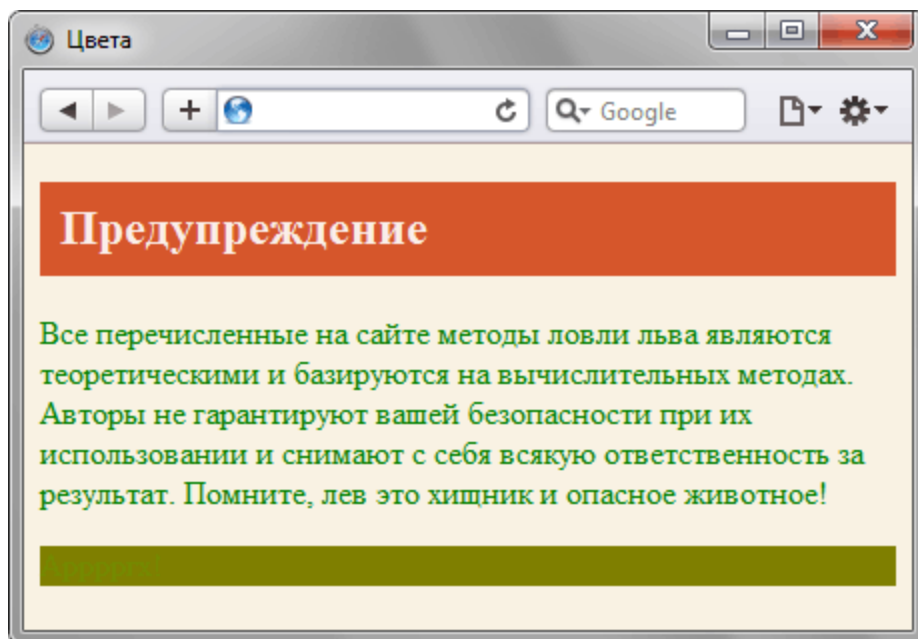 Цвета
Google
Предупреждение
Все перечисленные на сайте методы ловли льва являются
теоретическими и базируются на вычислительных методах.
Авторы не гарантируют вашей безопасности при их
использовании и снимают с себя всякую ответственность за
результат. Помните, лев это хищник и опасное животное!